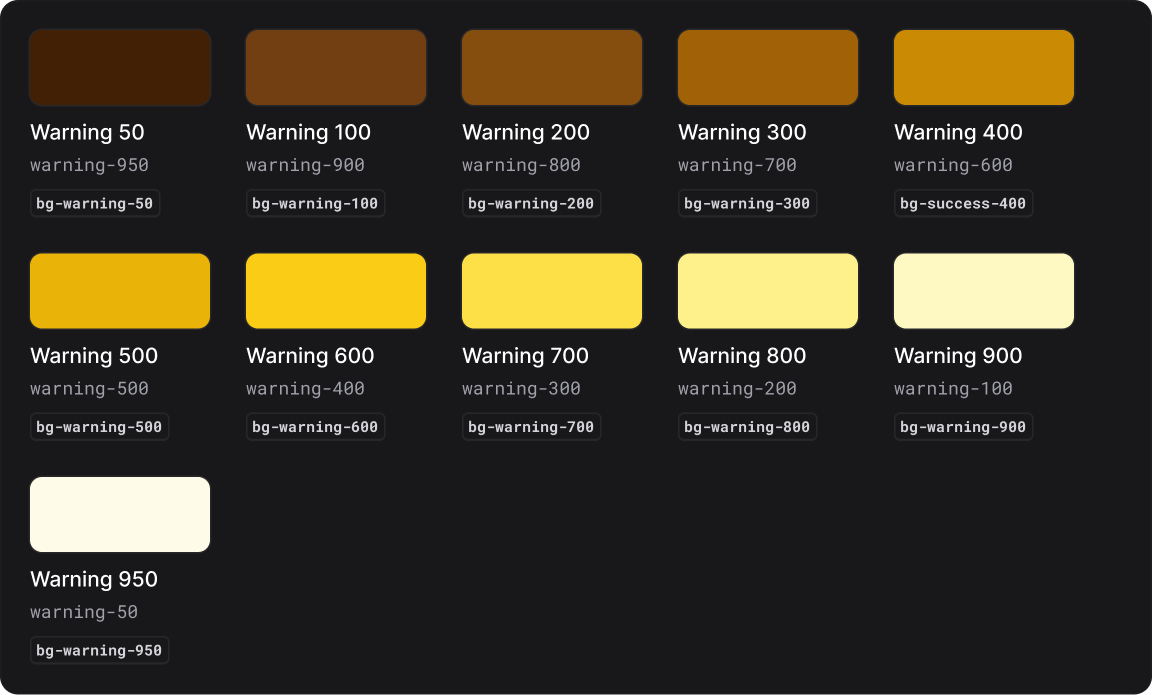 Warning 50
warning-950
bg-warning-50
Warning 100
warning-900
bg-warning-100
Warning 200
warning-800
bg-warning-200
Warning 300
warning-700
bg-warning-300
Warning 400
warning-600
bg-success-400
Warning 500
warning-500
bg-warning-500
Warning 600
warning-400
bg-warning-600
Warning 700
warning-300
bg-warning-700
Warning 800
warning-200
bg-warning-800
Warning 900
warning-100
bg-warning-900
Warning 950
warning-50
bg-warning-950